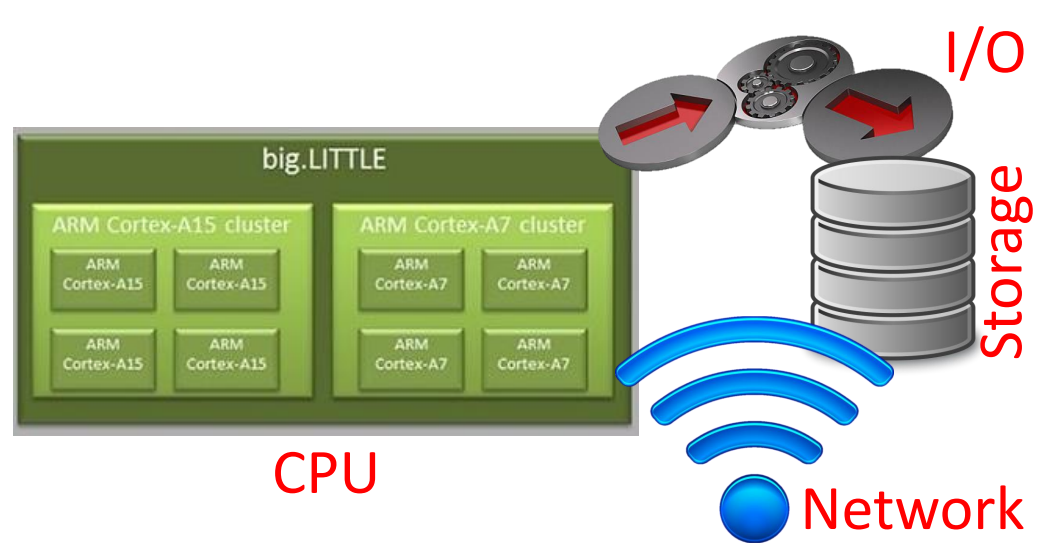 I/O
big.LITTLE
ARM Cortex-A15 cluster
ARM Cortex-A7 cluster
ARM
Cortex-A15
ARM
Cortex-A15
ARM
Cortex-A7
ARM
Cortex-A7
ARM
Cortex-A15
ARM
Cortex-A15
ARM
Cortex-A7
ARM
Cortex-A7
Storage
CPU
Network